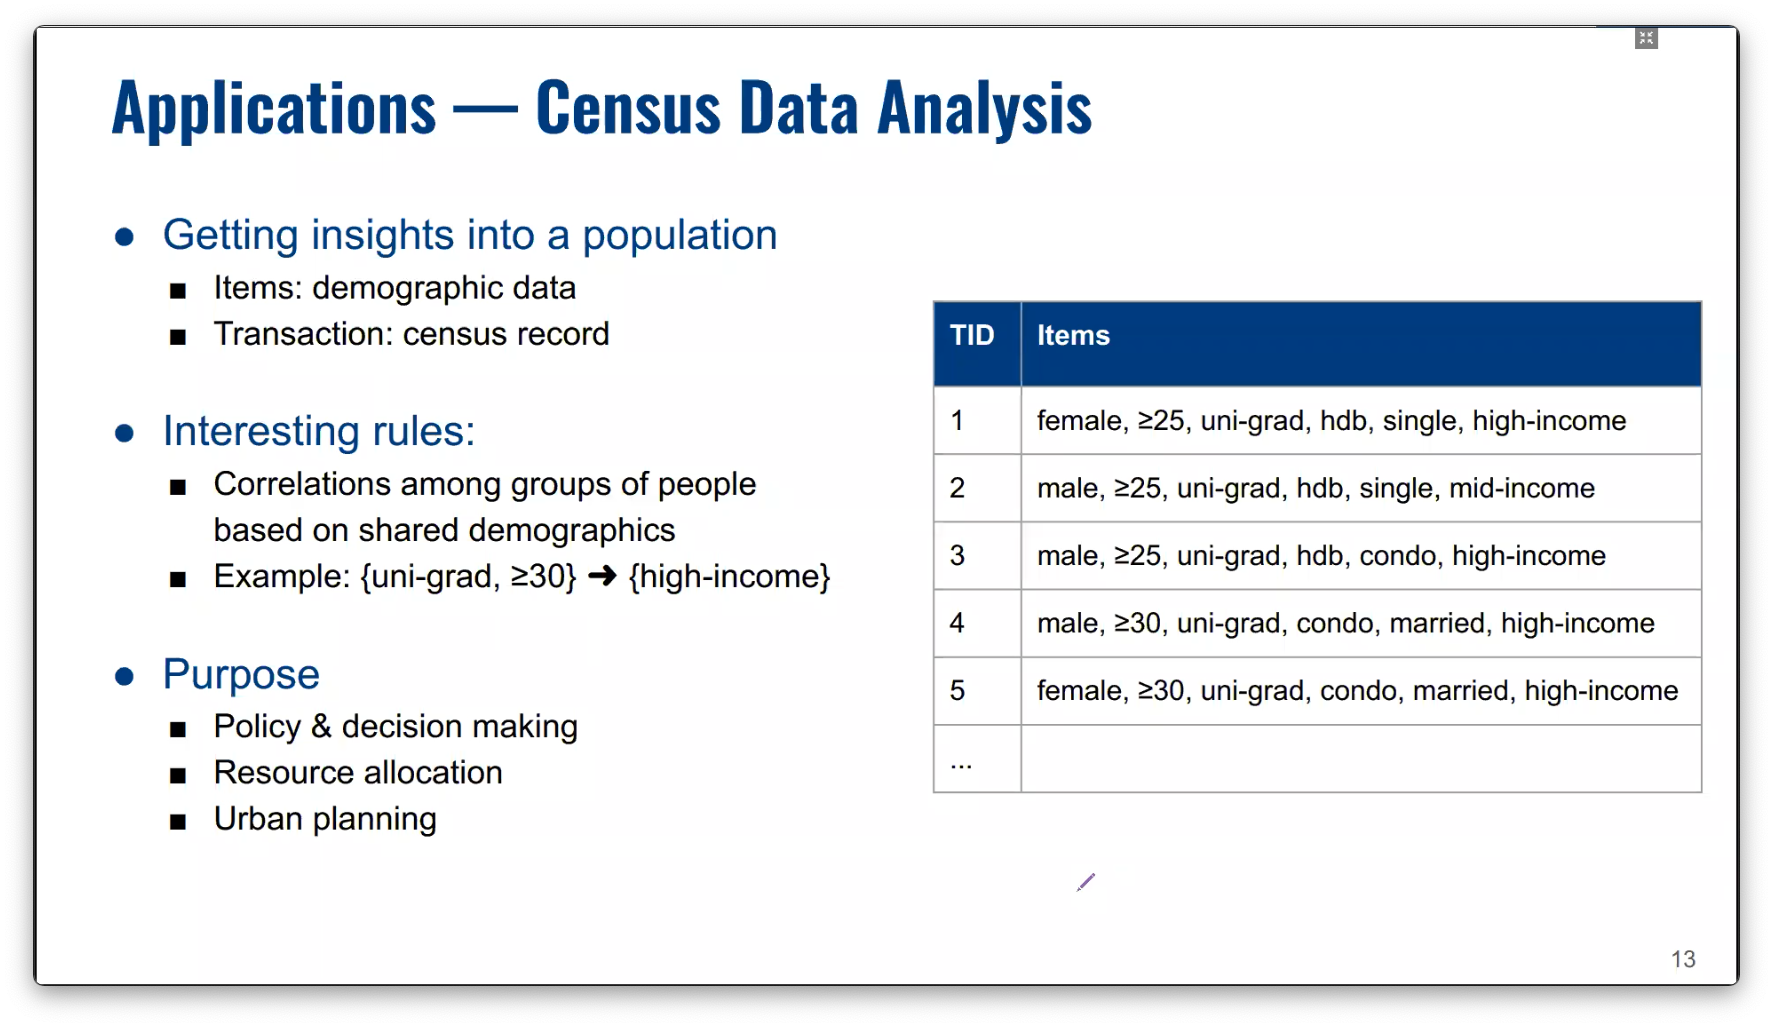 Applications — Census Data Analysis
● Getting insights into a population
■ Items: demographic data
■ Transaction: census record
● Interesting rules:
■ Correlations among groups of people
based on shared demographics
■ Example: {uni-grad, ≥30} ➜ {high-income}
● Purpose
■ Policy & decision making
■ Resource allocation
■ Urban planning
TID Items
1 female, ≥25, uni-grad, hdb, single, high-income
2 male, ≥25, uni-grad, hdb, single, mid-income
3 male, ≥25, uni-grad, hdb, condo, high-income
4 male, ≥30, uni-grad, condo, married, high-income
5 female, ≥30, uni-grad, condo, married, high-income
...
13